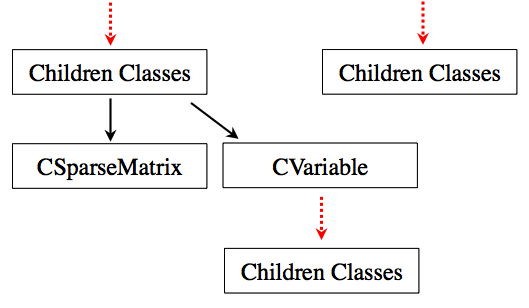 Children Classes
Children Classes
CSparseMatrix
CVariable
Children Classes